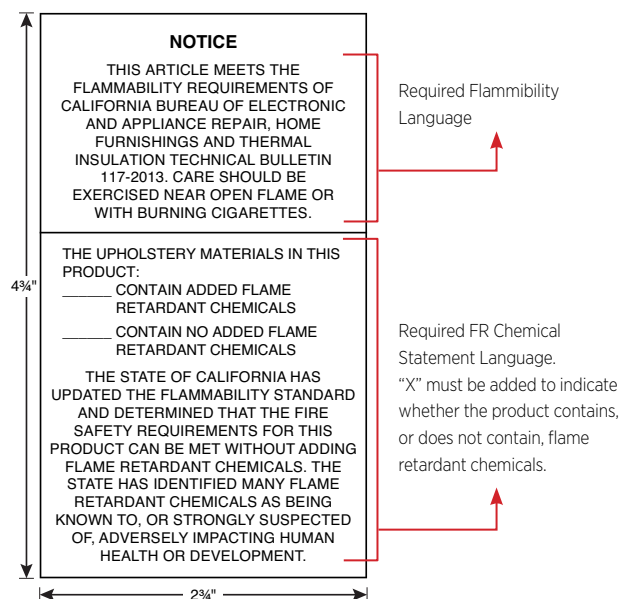 NOTICE
THIS ARTICLE MEETS THE
FLAMMABILITY REQUIREMENTS OF
CALIFORNIA BUREAU OF ELECTRONIC
AND APPLIANCE REPAIR, HOME
FURNISHINGS AND THERMAL
INSULATION TECHNICAL BULLETIN
117-2013. CARE SHOULD BE
EXERCISED NEAR OPEN FLAME OR
WITH BURNING CIGARETTES.
Required Flammibility
Language
THE UPHOLSTERY MATERIALS IN THIS
PRODUCT:
______ CONTAIN ADDED FLAME
RETARDANT CHEMICALS
______ CONTAIN NO ADDED FLAME
RETARDANT CHEMICALS
THE STATE OF CALIFORNIA HAS
UPDATED THE FLAMMABILITY STANDARD
AND DETERMINED THAT THE FIRE
SAFETY REQUIREMENTS FOR THIS
PRODUCT CAN BE MET WITHOUT ADDING
FLAME RETARDANT CHEMICALS. THE
STATE HAS IDENTIFIED MANY FLAME
RETARDANT CHEMICALS AS BEING
KNOWN TO, OR STRONGLY SUSPECTED
OF, ADVERSELY IMPACTING HUMAN
HEALTH OR DEVELOPMENT.
Required FR Chemical
Statement Language.
“X” must be added to indicate
whether the product contains,
or does not contain, flame
retardant chemicals.
4¾"
2¾"